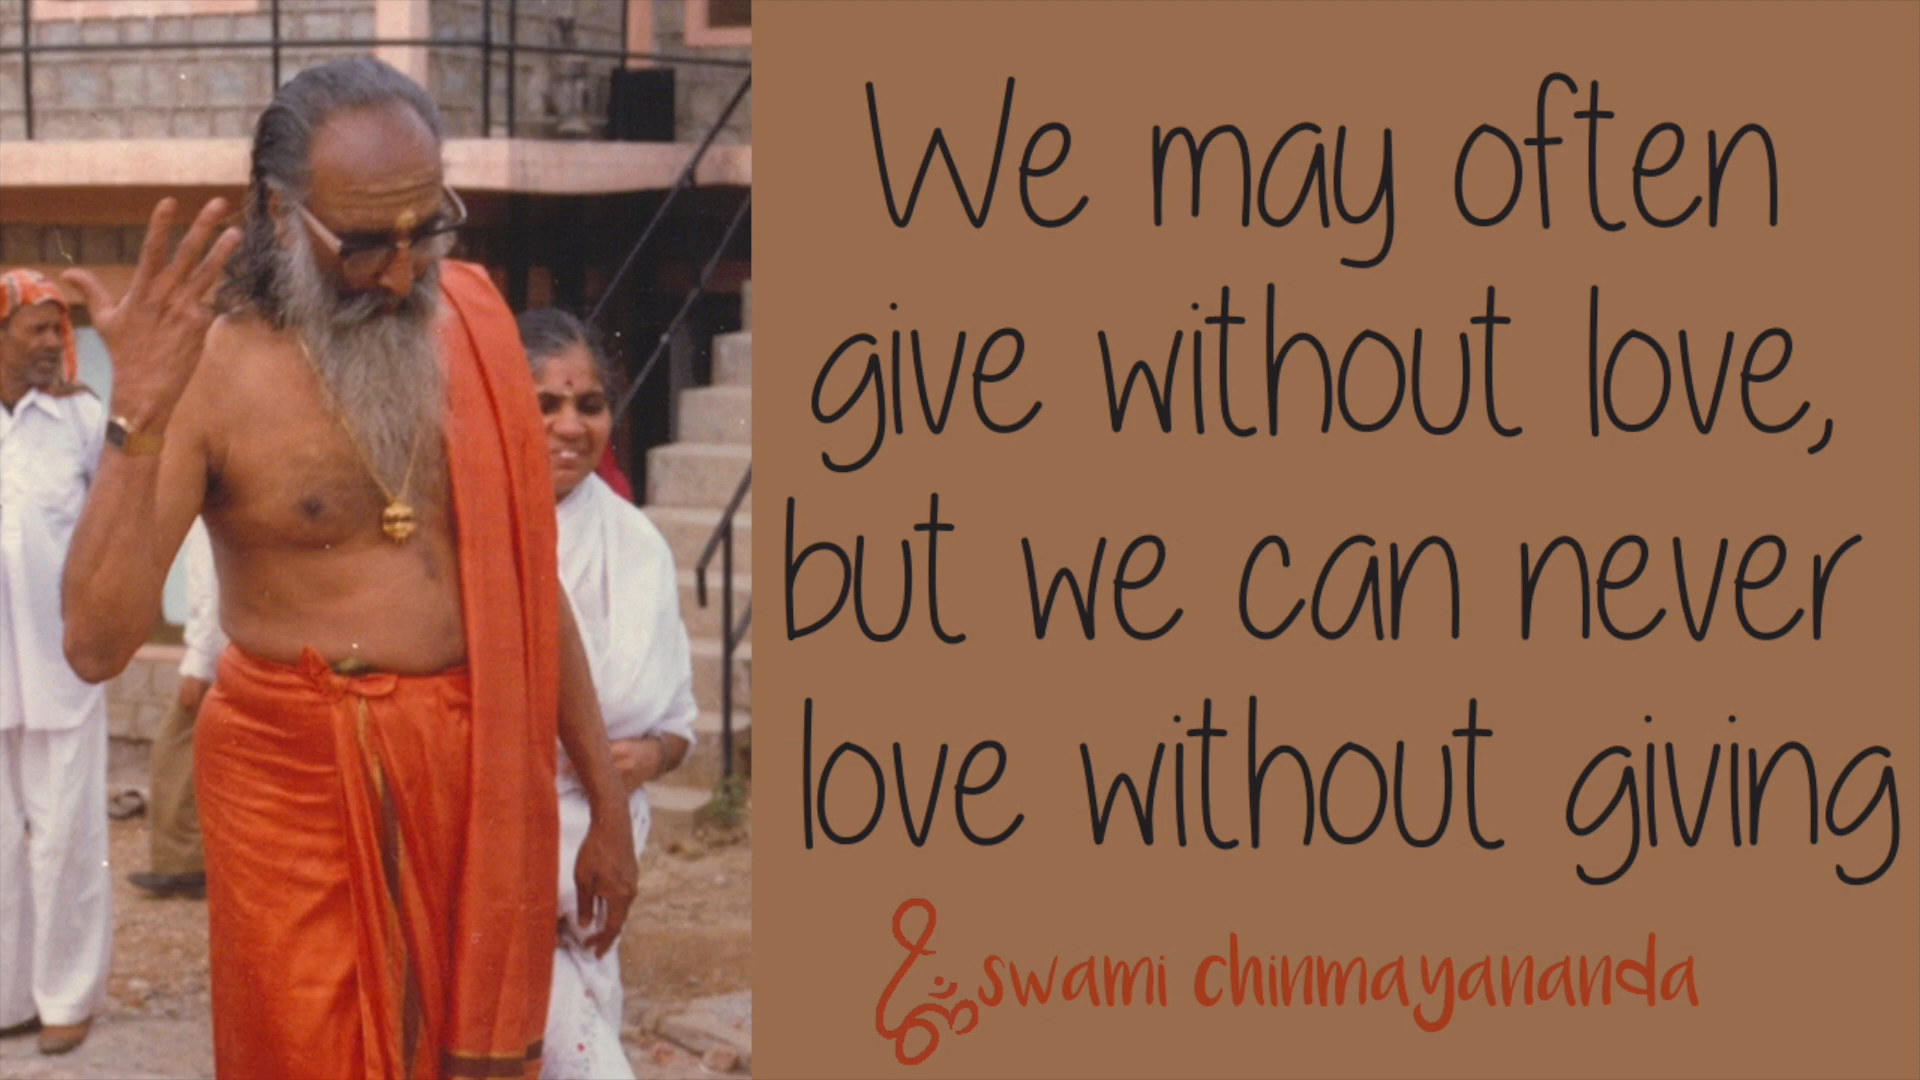 We may often
give without love,
but we can never
love without giving
ॐ swami chinmayananda